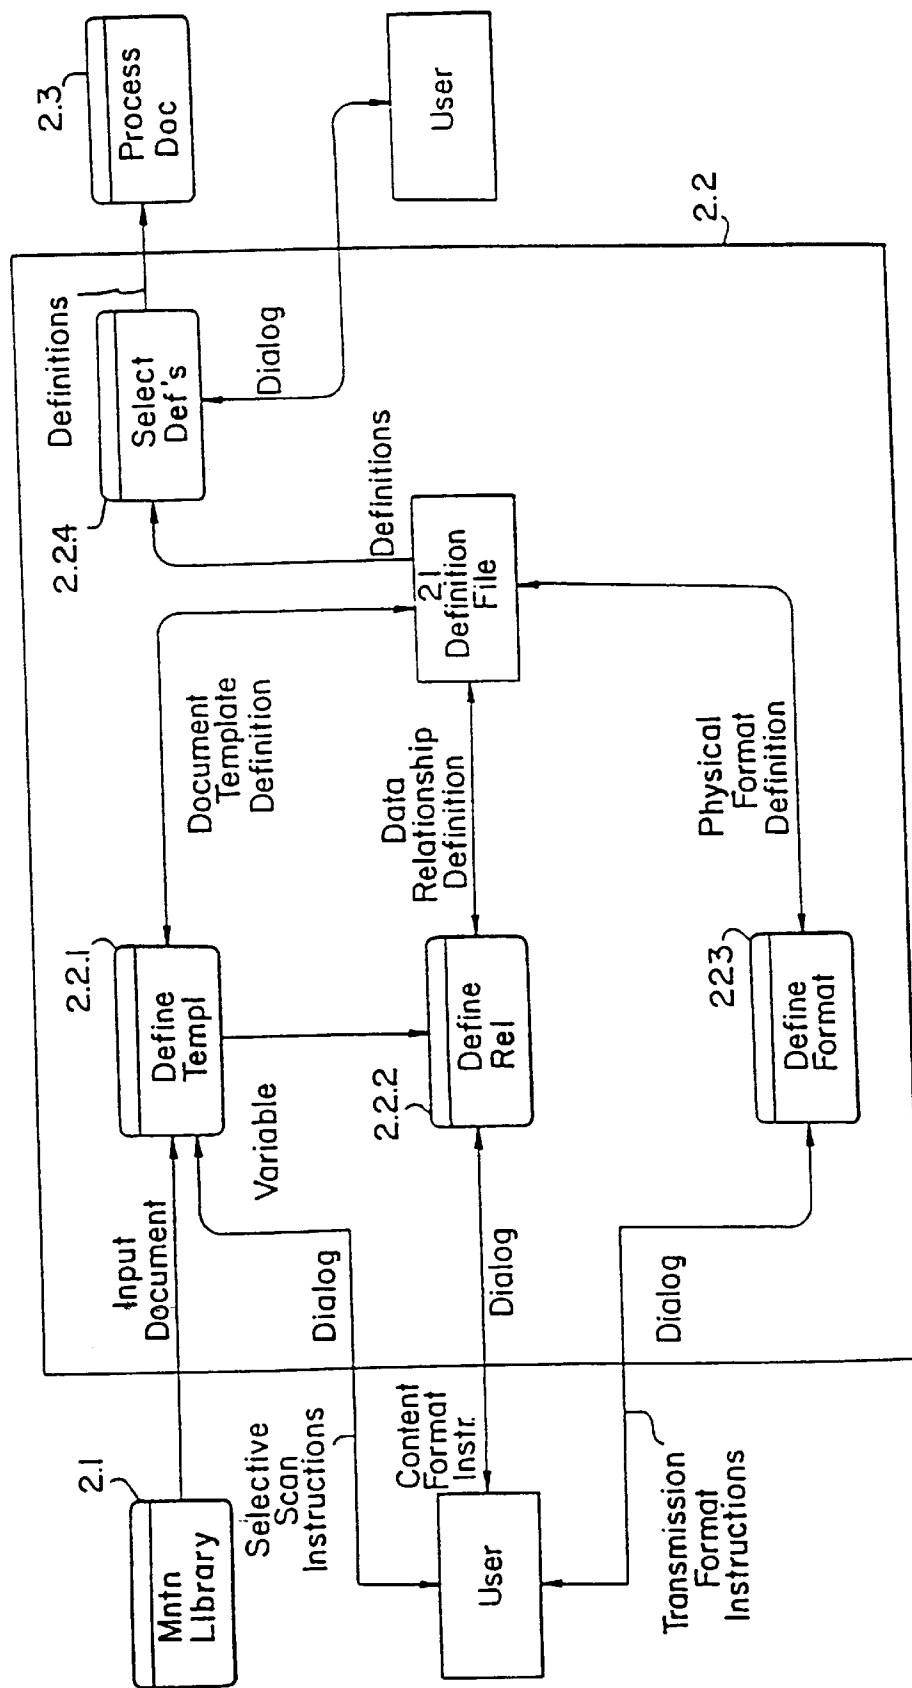 2.1
Mntn
Library
Input
Document
2.2.1
Define
Templ
Document
Template
Definition
2.2.4
Select
Def's
Definitions
2.3
Process
Doc
Selective
Scan
Instructions
Dialog
Variable
Dialog
User
Definitions
User
Content
Format
Instr.
Dialog
2.2.2
Define
Rel
Data
Relationship
Definition
2.1
Definition
File
Transmission
Format
Instructions
Dialog
223
Define
Format
Physical
Format
Definition
2.2